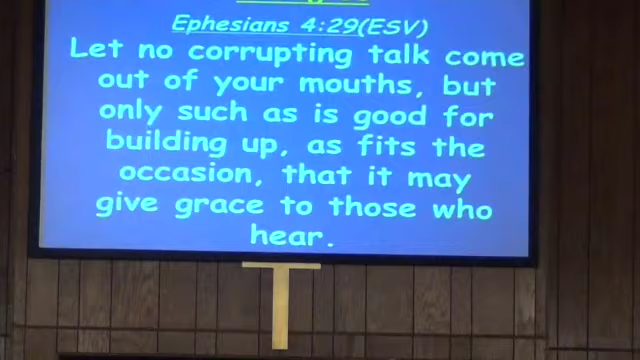 Ephesians 4:29(ESV)
Let no corrupting talk come
out of your mouths, but
only such as is good for
building up, as fits the
occasion, that it may
give grace to those who
hear.